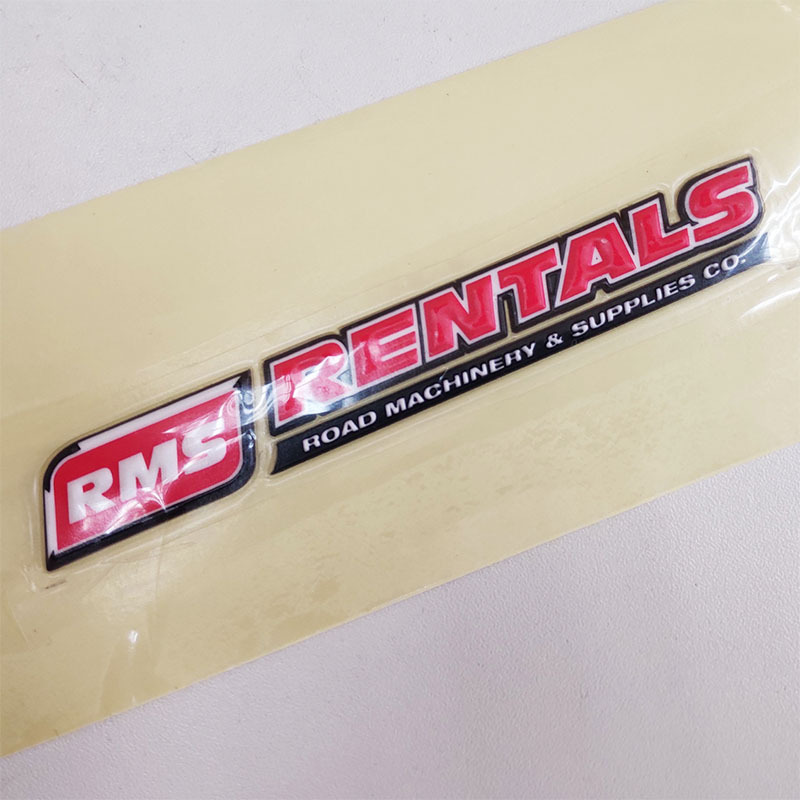 RMS
RENTALS
ROAD MACHINERY & SUPPLIES CO.